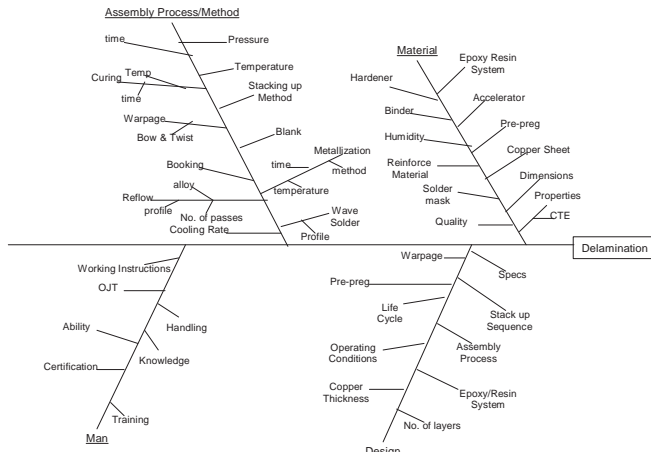 Assembly Process/Method
time
Pressure
Temp
Temperature
Curing
time
Stacking up
Method
Warpage
Bow & Twist
Blank
Metallization
Booking
time
method
alloy
temperature
Reflow
profile
No. of passes
Wave
Solder
Cooling Rate
Profile
Material
Epoxy Resin
System
Hardener
Accelerator
Binder
Pre-preg
Humidity
Copper Sheet
Reinforce
Material
Dimensions
Solder
mask
Properties
Quality
CTE
Delamination
Working Instructions
OJT
Handling
Ability
Knowledge
Certification
Training
Man
Warpage
Specs
Pre-preg
Life
Cycle
Stack up
Sequence
Operating
Conditions
Assembly
Process
Copper
Thickness
Epoxy/Resin
System
No. of layers
Design